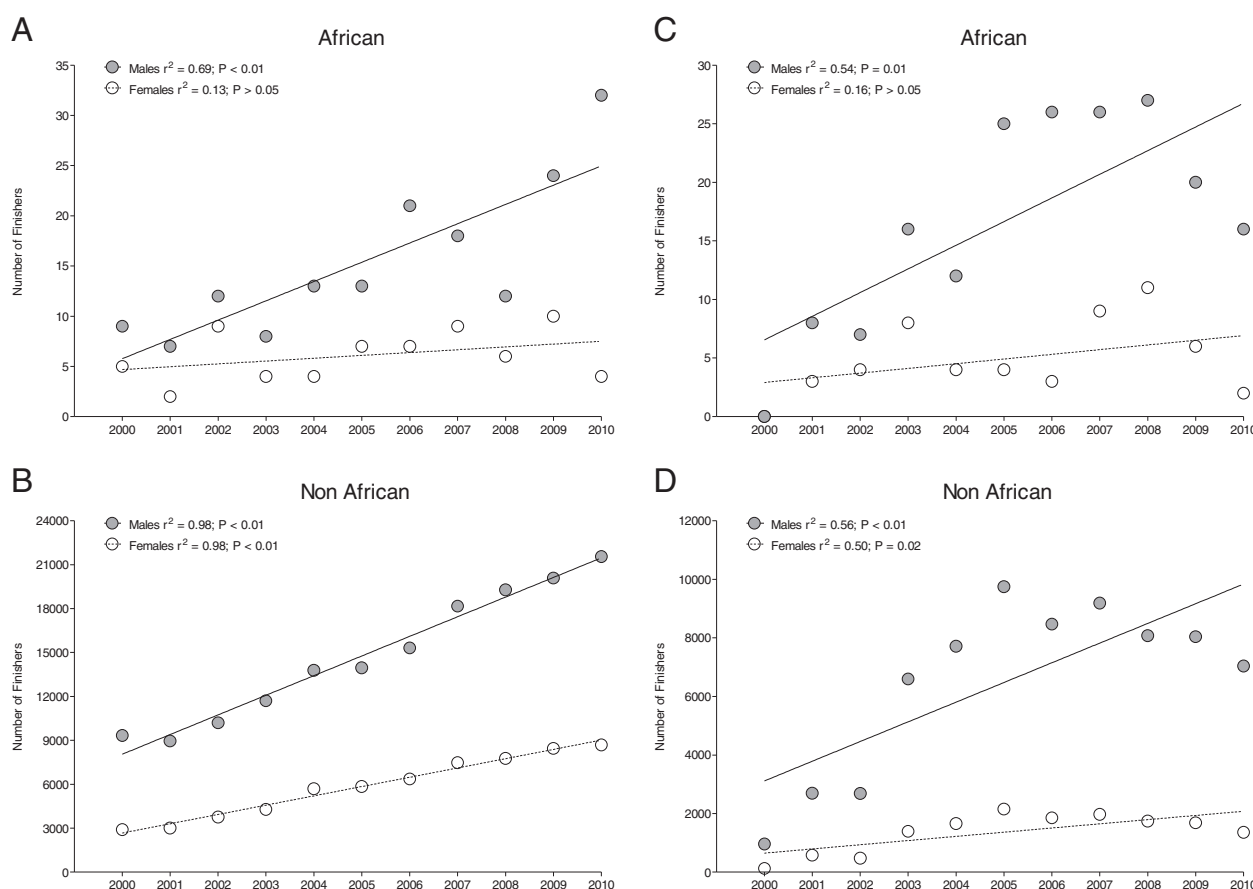 A
African
Males r² = 0.69; P < 0.01
Females r² = 0.13; P > 0.05
35
30
25
20
15
10
5
0
Number of Finishers
2000 2001 2002 2003 2004 2005 2006 2007 2008 2009 2010
C
African
Males r² = 0.54; P = 0.01
Females r² = 0.16; P > 0.05
30
25
20
15
10
5
0
Number of Finishers
2000 2001 2002 2003 2004 2005 2006 2007 2008 2009 2010
B
Non African
Males r² = 0.98; P < 0.01
Females r² = 0.98; P < 0.01
24000
21000
18000
15000
12000
9000
6000
3000
0
Number of Finishers
2000 2001 2002 2003 2004 2005 2006 2007 2008 2009 2010
D
Non African
Males r² = 0.56; P < 0.01
Females r² = 0.50; P = 0.02
12000
10000
8000
6000
4000
2000
0
Number of Finishers
2000 2001 2002 2003 2004 2005 2006 2007 2008 2009 2010